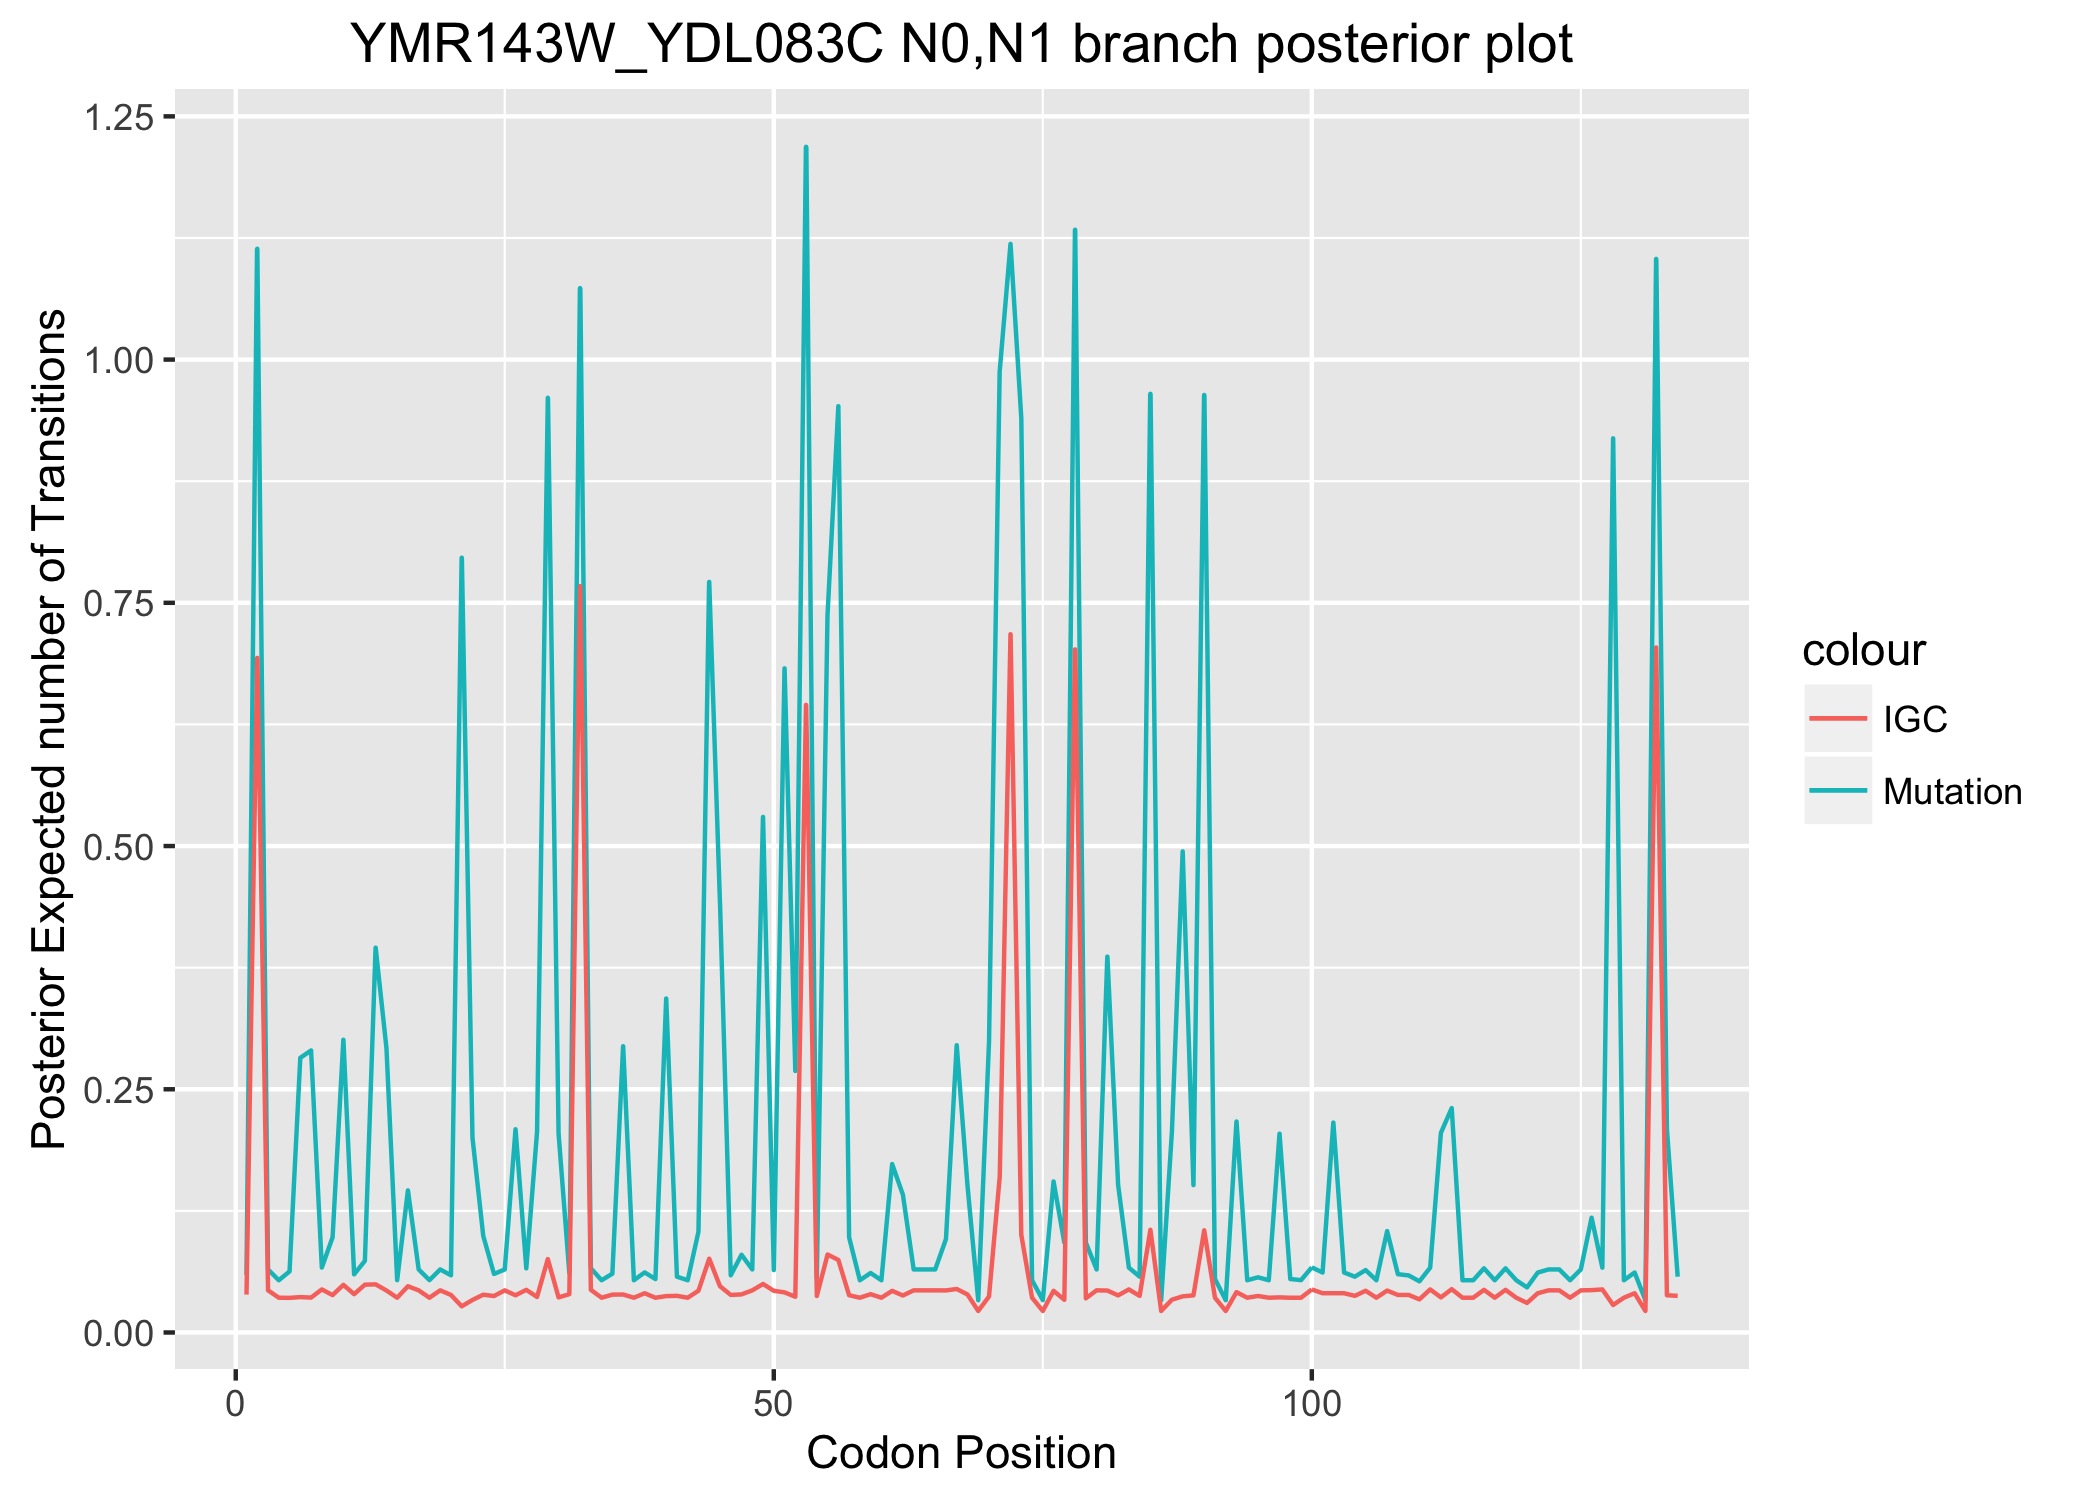 YMR143W_YDL083C N0,N1 branch posterior plot
Posterior Expected number of Transitions
1.25
1.00
0.75
0.50
0.25
0.00
0
50
100
Codon Position
colour
IGC
Mutation